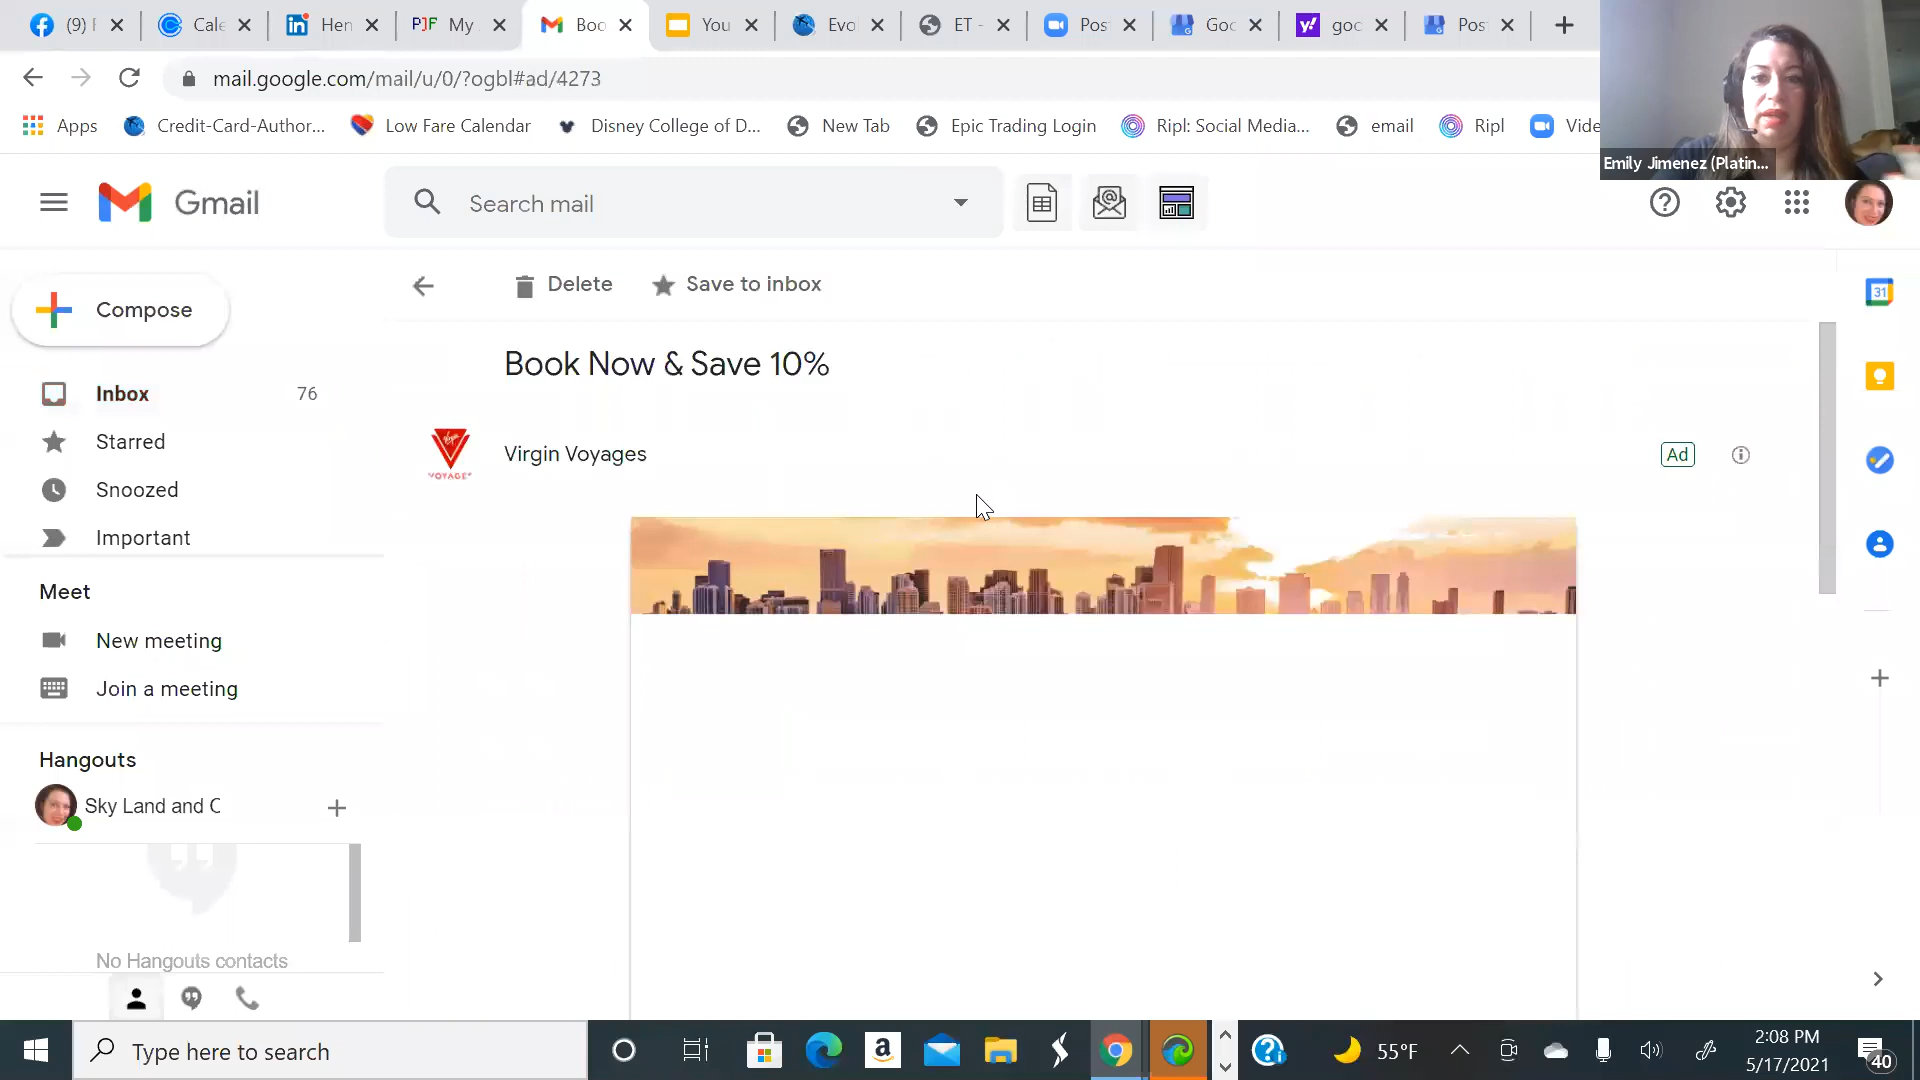 (9) F
Cale
Hen
PJF My
Boo
You
Evo
ET -
Pos
Goo
goo
Pos
mail.google.com/mail/u/0/?ogbl#ad/4273
Apps
Credit-Card-Author...
Low Fare Calendar
Disney College of D...
New Tab
Epic Trading Login
Ripl: Social Media...
email
Ripl
Vide
Emily Jimenez (Platin...
Gmail
Search mail
Compose
Delete
Save to inbox
Book Now & Save 10%
Inbox 76
Starred
Snoozed
Important
VOYAGES
Virgin Voyages
Ad
31
Meet
New meeting
Join a meeting
Hangouts
Sky Land and C
No Hangouts contacts
Type here to search
55°F
2:08 PM
5/17/2021
40